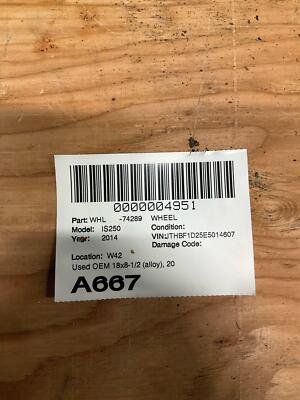 0000004951
Part: WHL -74289 WHEEL
Model: IS250 Condition:
Year: 2014 VIN:JTHBF1D25E5014607
Damage Code:
Location: W42
Used OEM 18x8-1/2 (alloy), 20
A667